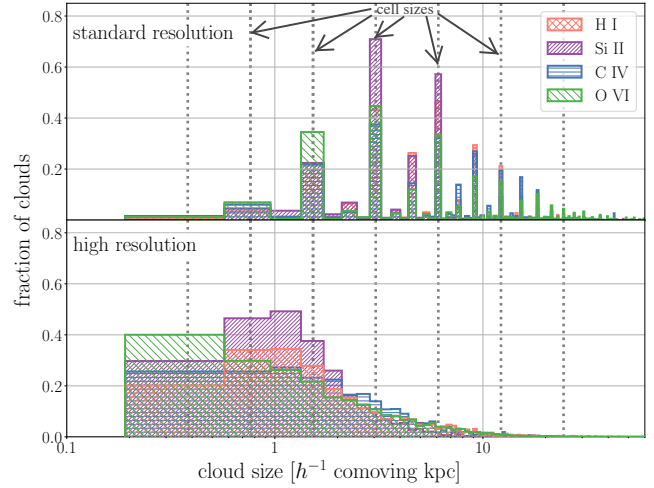 0.8
standard resolution
cell sizes
H I
Si II
C IV
O VI
0.6
0.4
0.2
fraction of clouds
0.8
high resolution
0.6
0.4
0.2
0.0
0.1
1
10
cloud size [h⁻¹ comoving kpc]